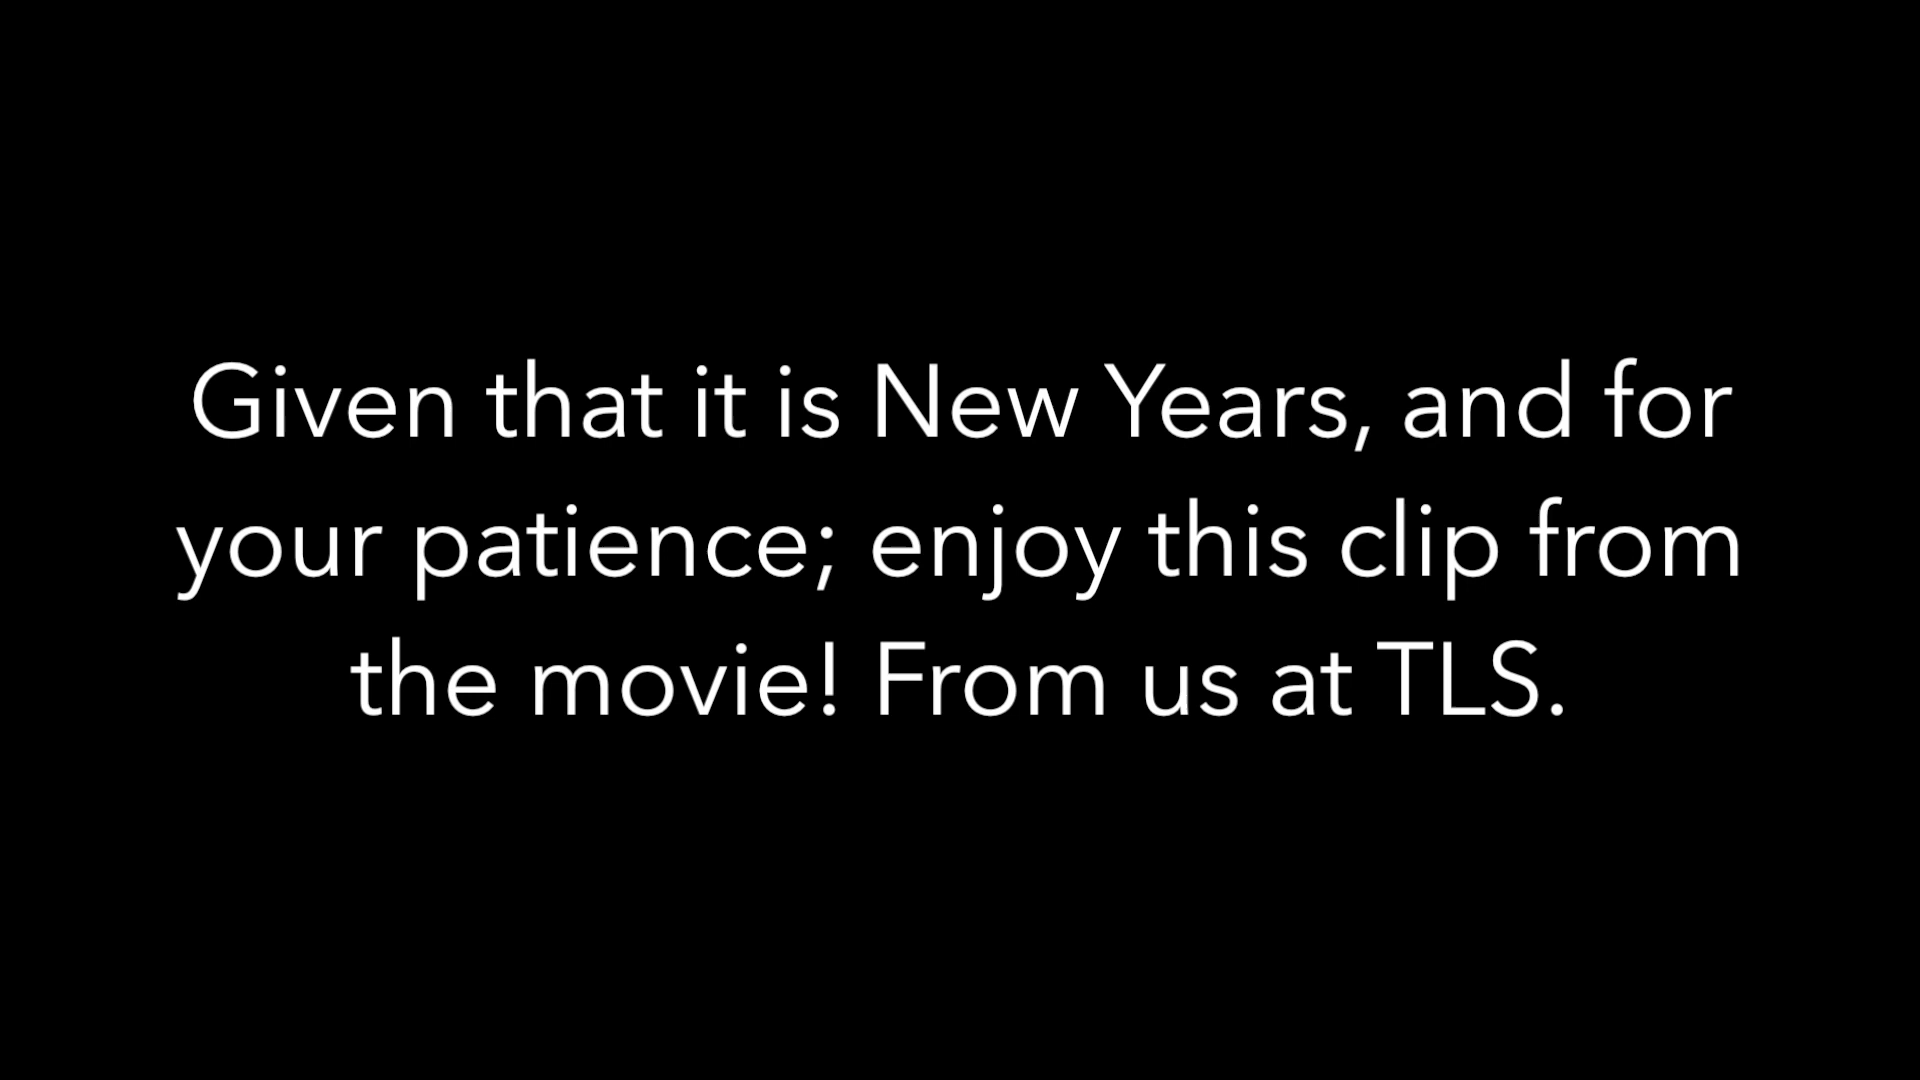 Given that it is New Years, and for
your patience; enjoy this clip from
the movie! From us at TLS.